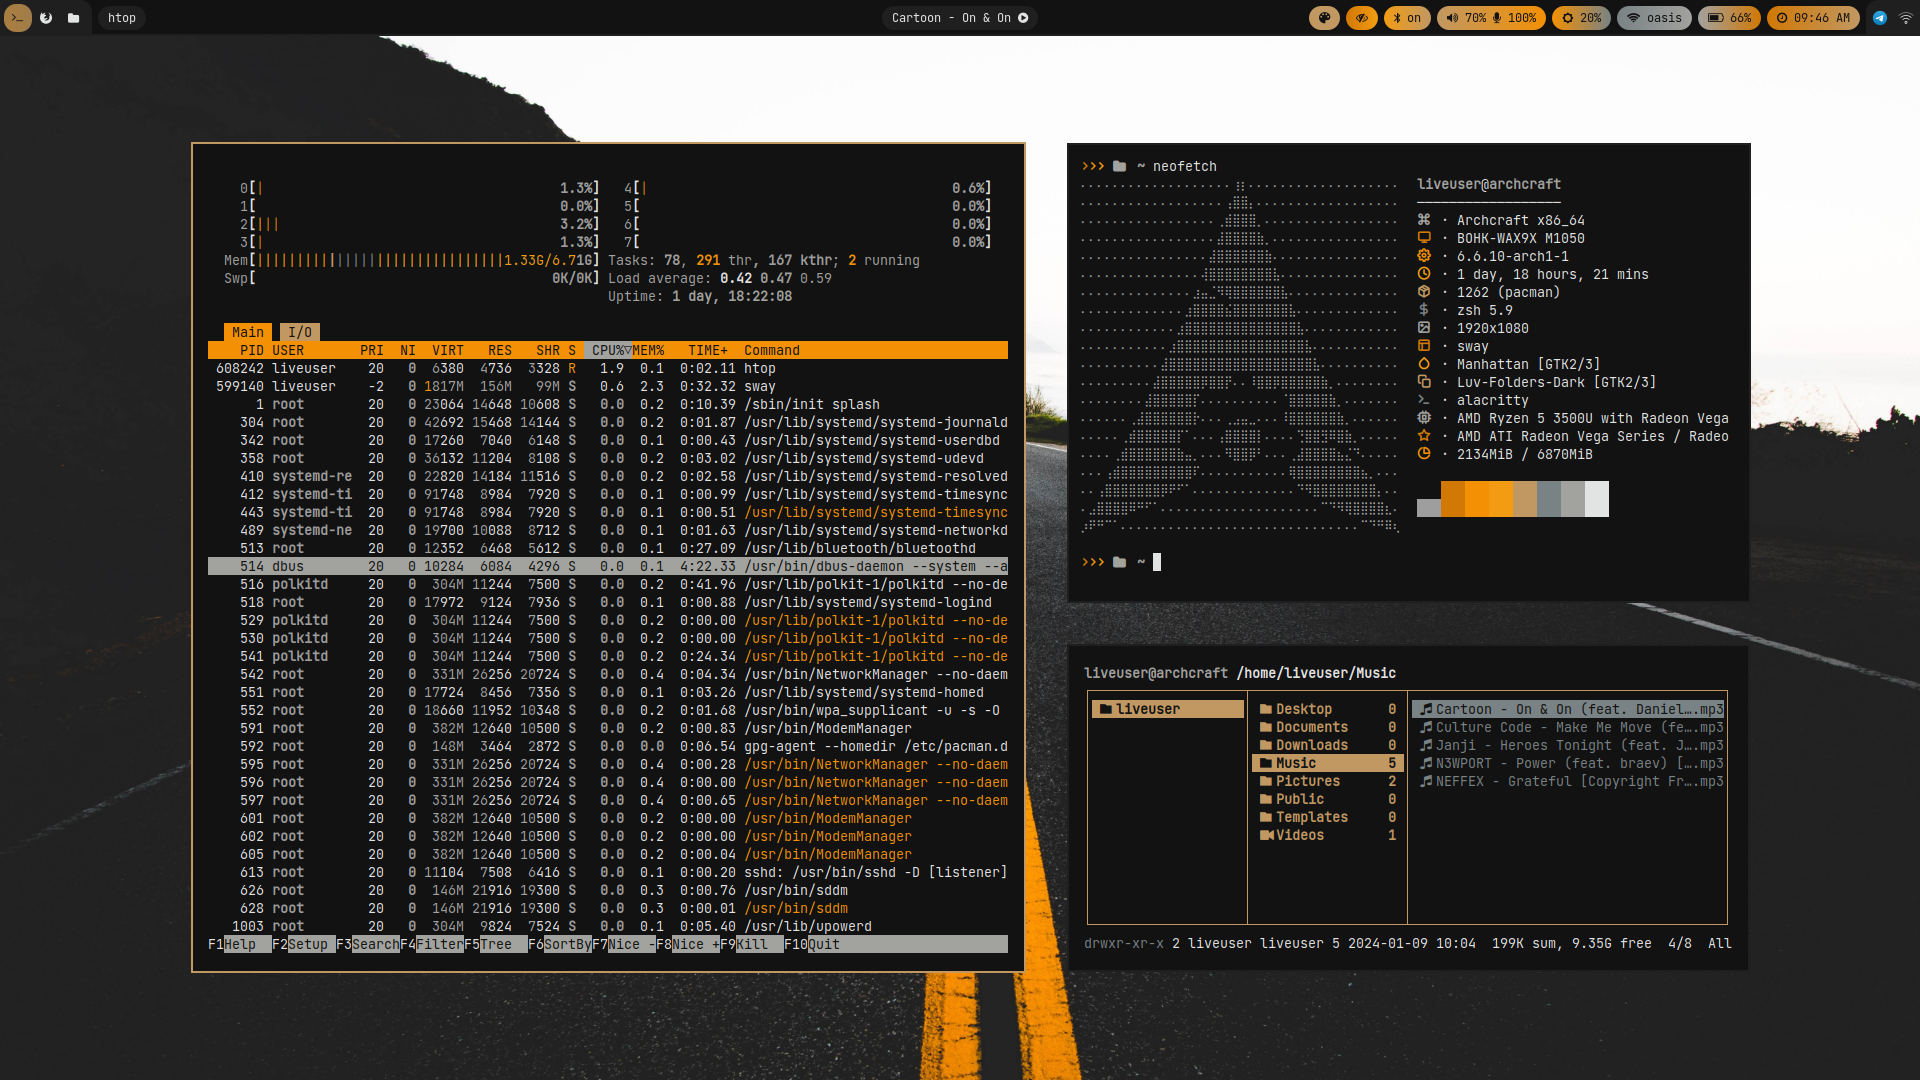 htop
Cartoon - On & On
on
70% 100%
20%
oasis
66%
09:46 AM
0[| 1.3%] 4[| 0.6%]
1[ 0.0%] 5[ 0.0%]
2[||| 3.2%] 6[ 0.0%]
3[| 1.3%] 7[ 0.0%]
Mem[|||||||||||||||||||||||||||||||1.33G/6.71G] Tasks: 78, 291 thr, 167 kthr; 2 running
Swp[ 0K/0K] Load average: 0.42 0.47 0.59
Uptime: 1 day, 18:22:08
Main I/O
PID USER PRI NI VIRT RES SHR S CPU%▽MEM% TIME+ Command
608242 liveuser 20 0 6380 4736 3328 R 1.9 0.1 0:02.11 htop
599140 liveuser -2 0 1817M 156M 99M S 0.6 2.3 0:32.32 sway
1 root 20 0 23064 14648 10608 S 0.0 0.2 0:10.39 /sbin/init splash
304 root 20 0 42692 15468 14144 S 0.0 0.2 0:01.87 /usr/lib/systemd/systemd-journald
342 root 20 0 17260 7040 6148 S 0.0 0.1 0:00.43 /usr/lib/systemd/systemd-userdbd
358 root 20 0 36132 11204 8108 S 0.0 0.2 0:03.02 /usr/lib/systemd/systemd-udevd
410 systemd-re 20 0 22820 14184 11516 S 0.0 0.2 0:02.58 /usr/lib/systemd/systemd-resolved
412 systemd-ti 20 0 91748 8984 7920 S 0.0 0.1 0:00.99 /usr/lib/systemd/systemd-timesync
443 systemd-ti 20 0 91748 8984 7920 S 0.0 0.1 0:00.51 /usr/lib/systemd/systemd-timesync
489 systemd-ne 20 0 19700 10088 8712 S 0.0 0.1 0:01.63 /usr/lib/systemd/systemd-networkd
513 root 20 0 12352 6468 5612 S 0.0 0.1 0:27.09 /usr/lib/bluetooth/bluetoothd
514 dbus 20 0 10284 6084 4296 S 0.0 0.1 4:22.33 /usr/bin/dbus-daemon --system --a
516 polkitd 20 0 304M 11244 7500 S 0.0 0.2 0:41.96 /usr/lib/polkit-1/polkitd --no-de
518 root 20 0 17972 9124 7936 S 0.0 0.1 0:00.88 /usr/lib/systemd/systemd-logind
529 polkitd 20 0 304M 11244 7500 S 0.0 0.2 0:00.00 /usr/lib/polkit-1/polkitd --no-de
530 polkitd 20 0 304M 11244 7500 S 0.0 0.2 0:00.00 /usr/lib/polkit-1/polkitd --no-de
541 polkitd 20 0 304M 11244 7500 S 0.0 0.2 0:24.34 /usr/lib/polkit-1/polkitd --no-de
542 root 20 0 331M 26256 20724 S 0.0 0.4 0:04.34 /usr/bin/NetworkManager --no-daem
551 root 20 0 17724 8456 7356 S 0.0 0.1 0:03.26 /usr/lib/systemd/systemd-homed
552 root 20 0 18660 11952 10348 S 0.0 0.2 0:01.68 /usr/bin/wpa_supplicant -u -s -O
591 root 20 0 382M 12640 10500 S 0.0 0.2 0:00.83 /usr/bin/ModemManager
592 root 20 0 148M 3464 2872 S 0.0 0.0 0:06.54 gpg-agent --homedir /etc/pacman.d
595 root 20 0 331M 26256 20724 S 0.0 0.4 0:00.28 /usr/bin/NetworkManager --no-daem
596 root 20 0 331M 26256 20724 S 0.0 0.4 0:00.00 /usr/bin/NetworkManager --no-daem
597 root 20 0 331M 26256 20724 S 0.0 0.4 0:00.65 /usr/bin/NetworkManager --no-daem
601 root 20 0 382M 12640 10500 S 0.0 0.2 0:00.00 /usr/bin/ModemManager
602 root 20 0 382M 12640 10500 S 0.0 0.2 0:00.00 /usr/bin/ModemManager
605 root 20 0 382M 12640 10500 S 0.0 0.2 0:00.04 /usr/bin/ModemManager
613 root 20 0 11104 7508 6416 S 0.0 0.1 0:00.20 sshd: /usr/bin/sshd -D [listener]
626 root 20 0 146M 21916 19300 S 0.0 0.3 0:00.76 /usr/bin/sddm
628 root 20 0 146M 21916 19300 S 0.0 0.3 0:00.01 /usr/bin/sddm
1003 root 20 0 304M 9824 7524 S 0.0 0.1 0:05.40 /usr/lib/upowerd
F1Help F2Setup F3SearchF4FilterF5Tree F6SortByF7Nice -F8Nice +F9Kill F10Quit
>>> ~ neofetch
liveuser@archcraft
· Archcraft x86_64
· BOHK-WAX9X M1050
· 6.6.10-arch1-1
· 1 day, 18 hours, 21 mins
· 1262 (pacman)
· zsh 5.9
· 1920x1080
· sway
· Manhattan [GTK2/3]
· Luv-Folders-Dark [GTK2/3]
· alacritty
· AMD Ryzen 5 3500U with Radeon Vega
· AMD ATI Radeon Vega Series / Radeo
· 2134MiB / 6870MiB
>>> ~
liveuser@archcraft /home/liveuser/Music
liveuser
Desktop 0
Documents 0
Downloads 0
Music 5
Pictures 2
Public 0
Templates 0
Videos 1
Cartoon - On & On (feat. Daniel….mp3
Culture Code - Make Me Move (fe….mp3
Janji - Heroes Tonight (feat. J….mp3
N3WPORT - Power (feat. braev) […​.mp3
NEFFEX - Grateful [Copyright Fr….mp3
drwxr-xr-x 2 liveuser liveuser 5 2024-01-09 10:04 199K sum, 9.35G free 4/8 All